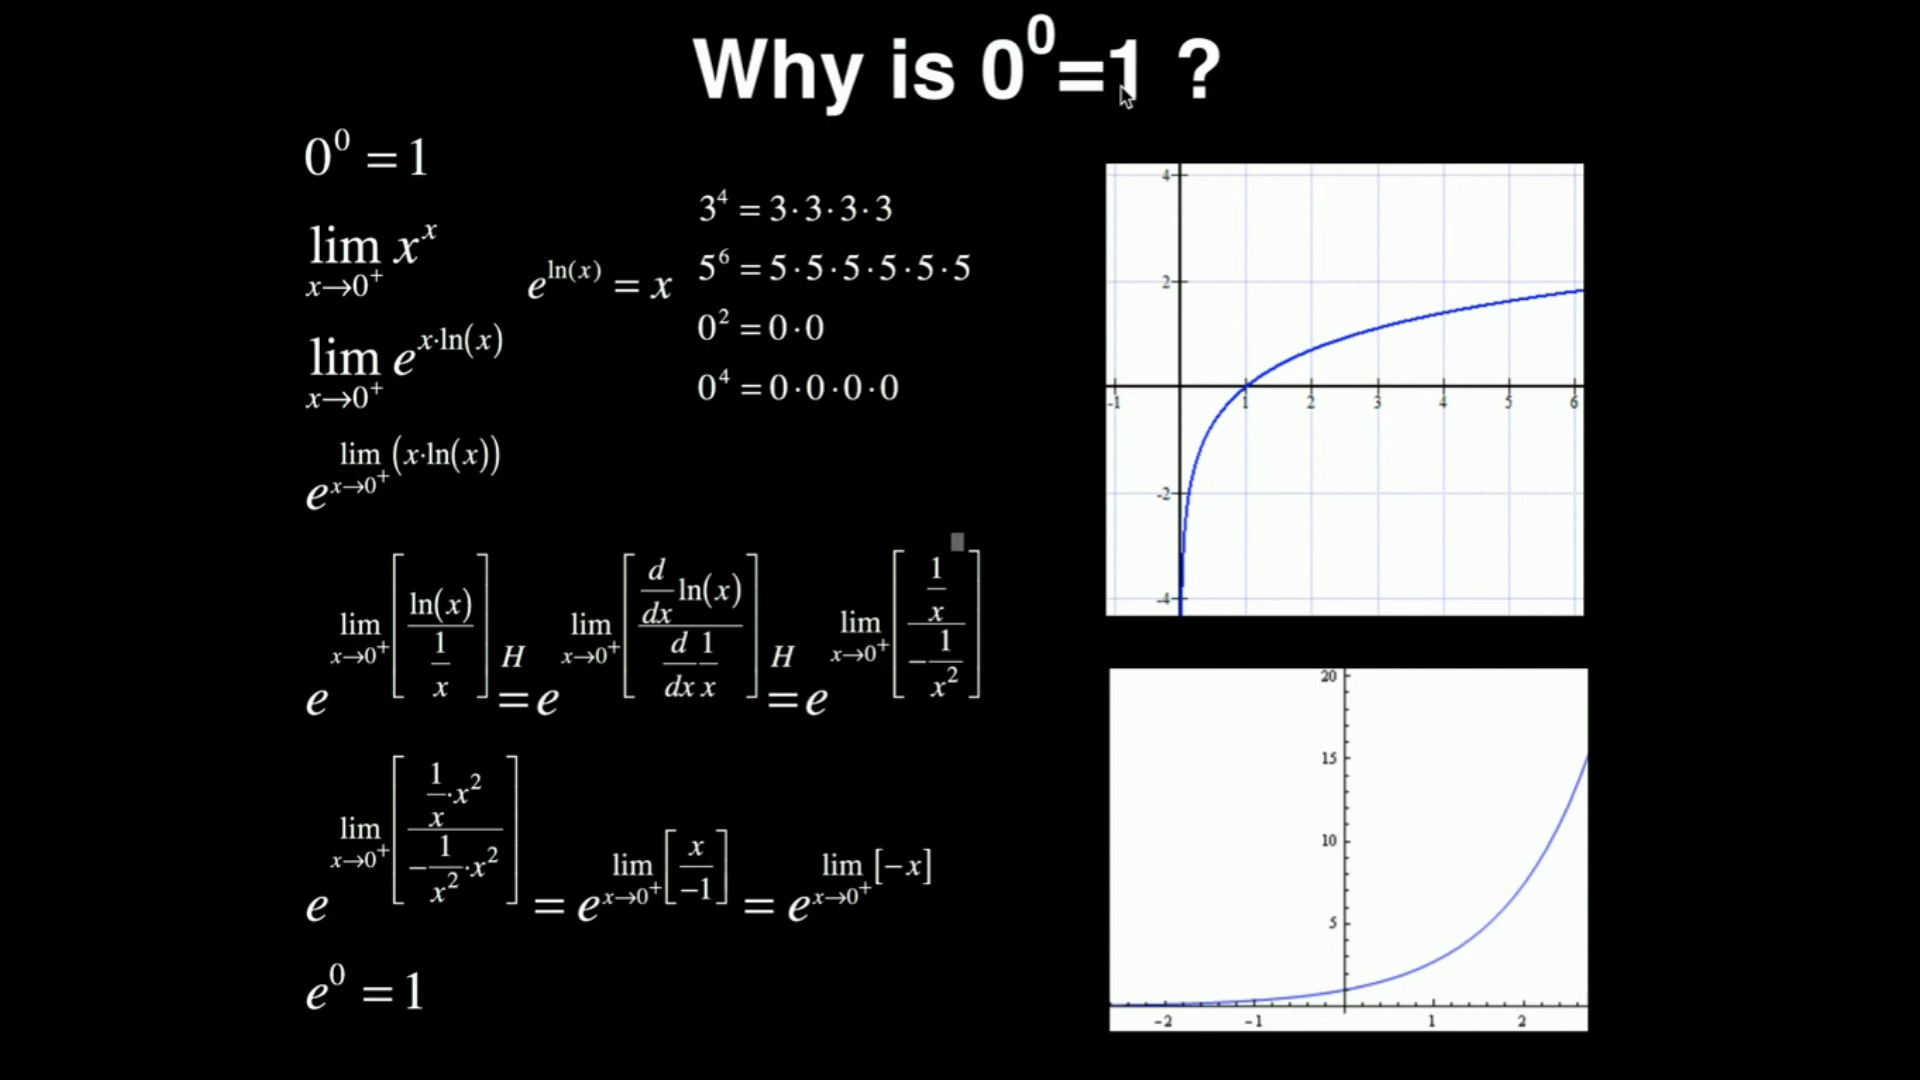 Why is 0⁰=1 ?
0⁰ = 1
lim x→0⁺ xˣ
e^(ln(x)) = x
3⁴ = 3·3·3·3
5⁶ = 5·5·5·5·5·5
0² = 0·0
0⁴ = 0·0·0·0
lim x→0⁺ e^(x·ln(x))
e^(lim x→0⁺ (x·ln(x)))
e^(lim x→0⁺ [ln(x) / (1/x)]) H= e^(lim x→0⁺ [(d/dx ln(x)) / (d/dx 1/x)]) H= e^(lim x→0⁺ [(1/x) / (−1/x²)])
e^(lim x→0⁺ [(1/x·x²) / (−1/x²·x²)]) = e^(lim x→0⁺ [x/−1]) = e^(lim x→0⁺ [−x])
e⁰ = 1
4
2
-1 1 2 3 4 5 6
-2
-4
20
15
10
5
-2 -1 1 2